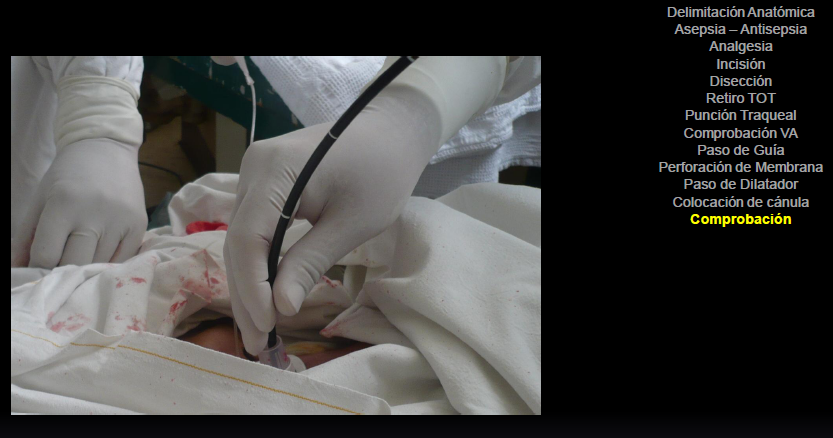 Delimitación Anatómica
Asepsia – Antisepsia
Analgesia
Incisión
Disección
Retiro TOT
Punción Traqueal
Comprobación VA
Paso de Guía
Perforación de Membrana
Paso de Dilatador
Colocación de cánula
Comprobación